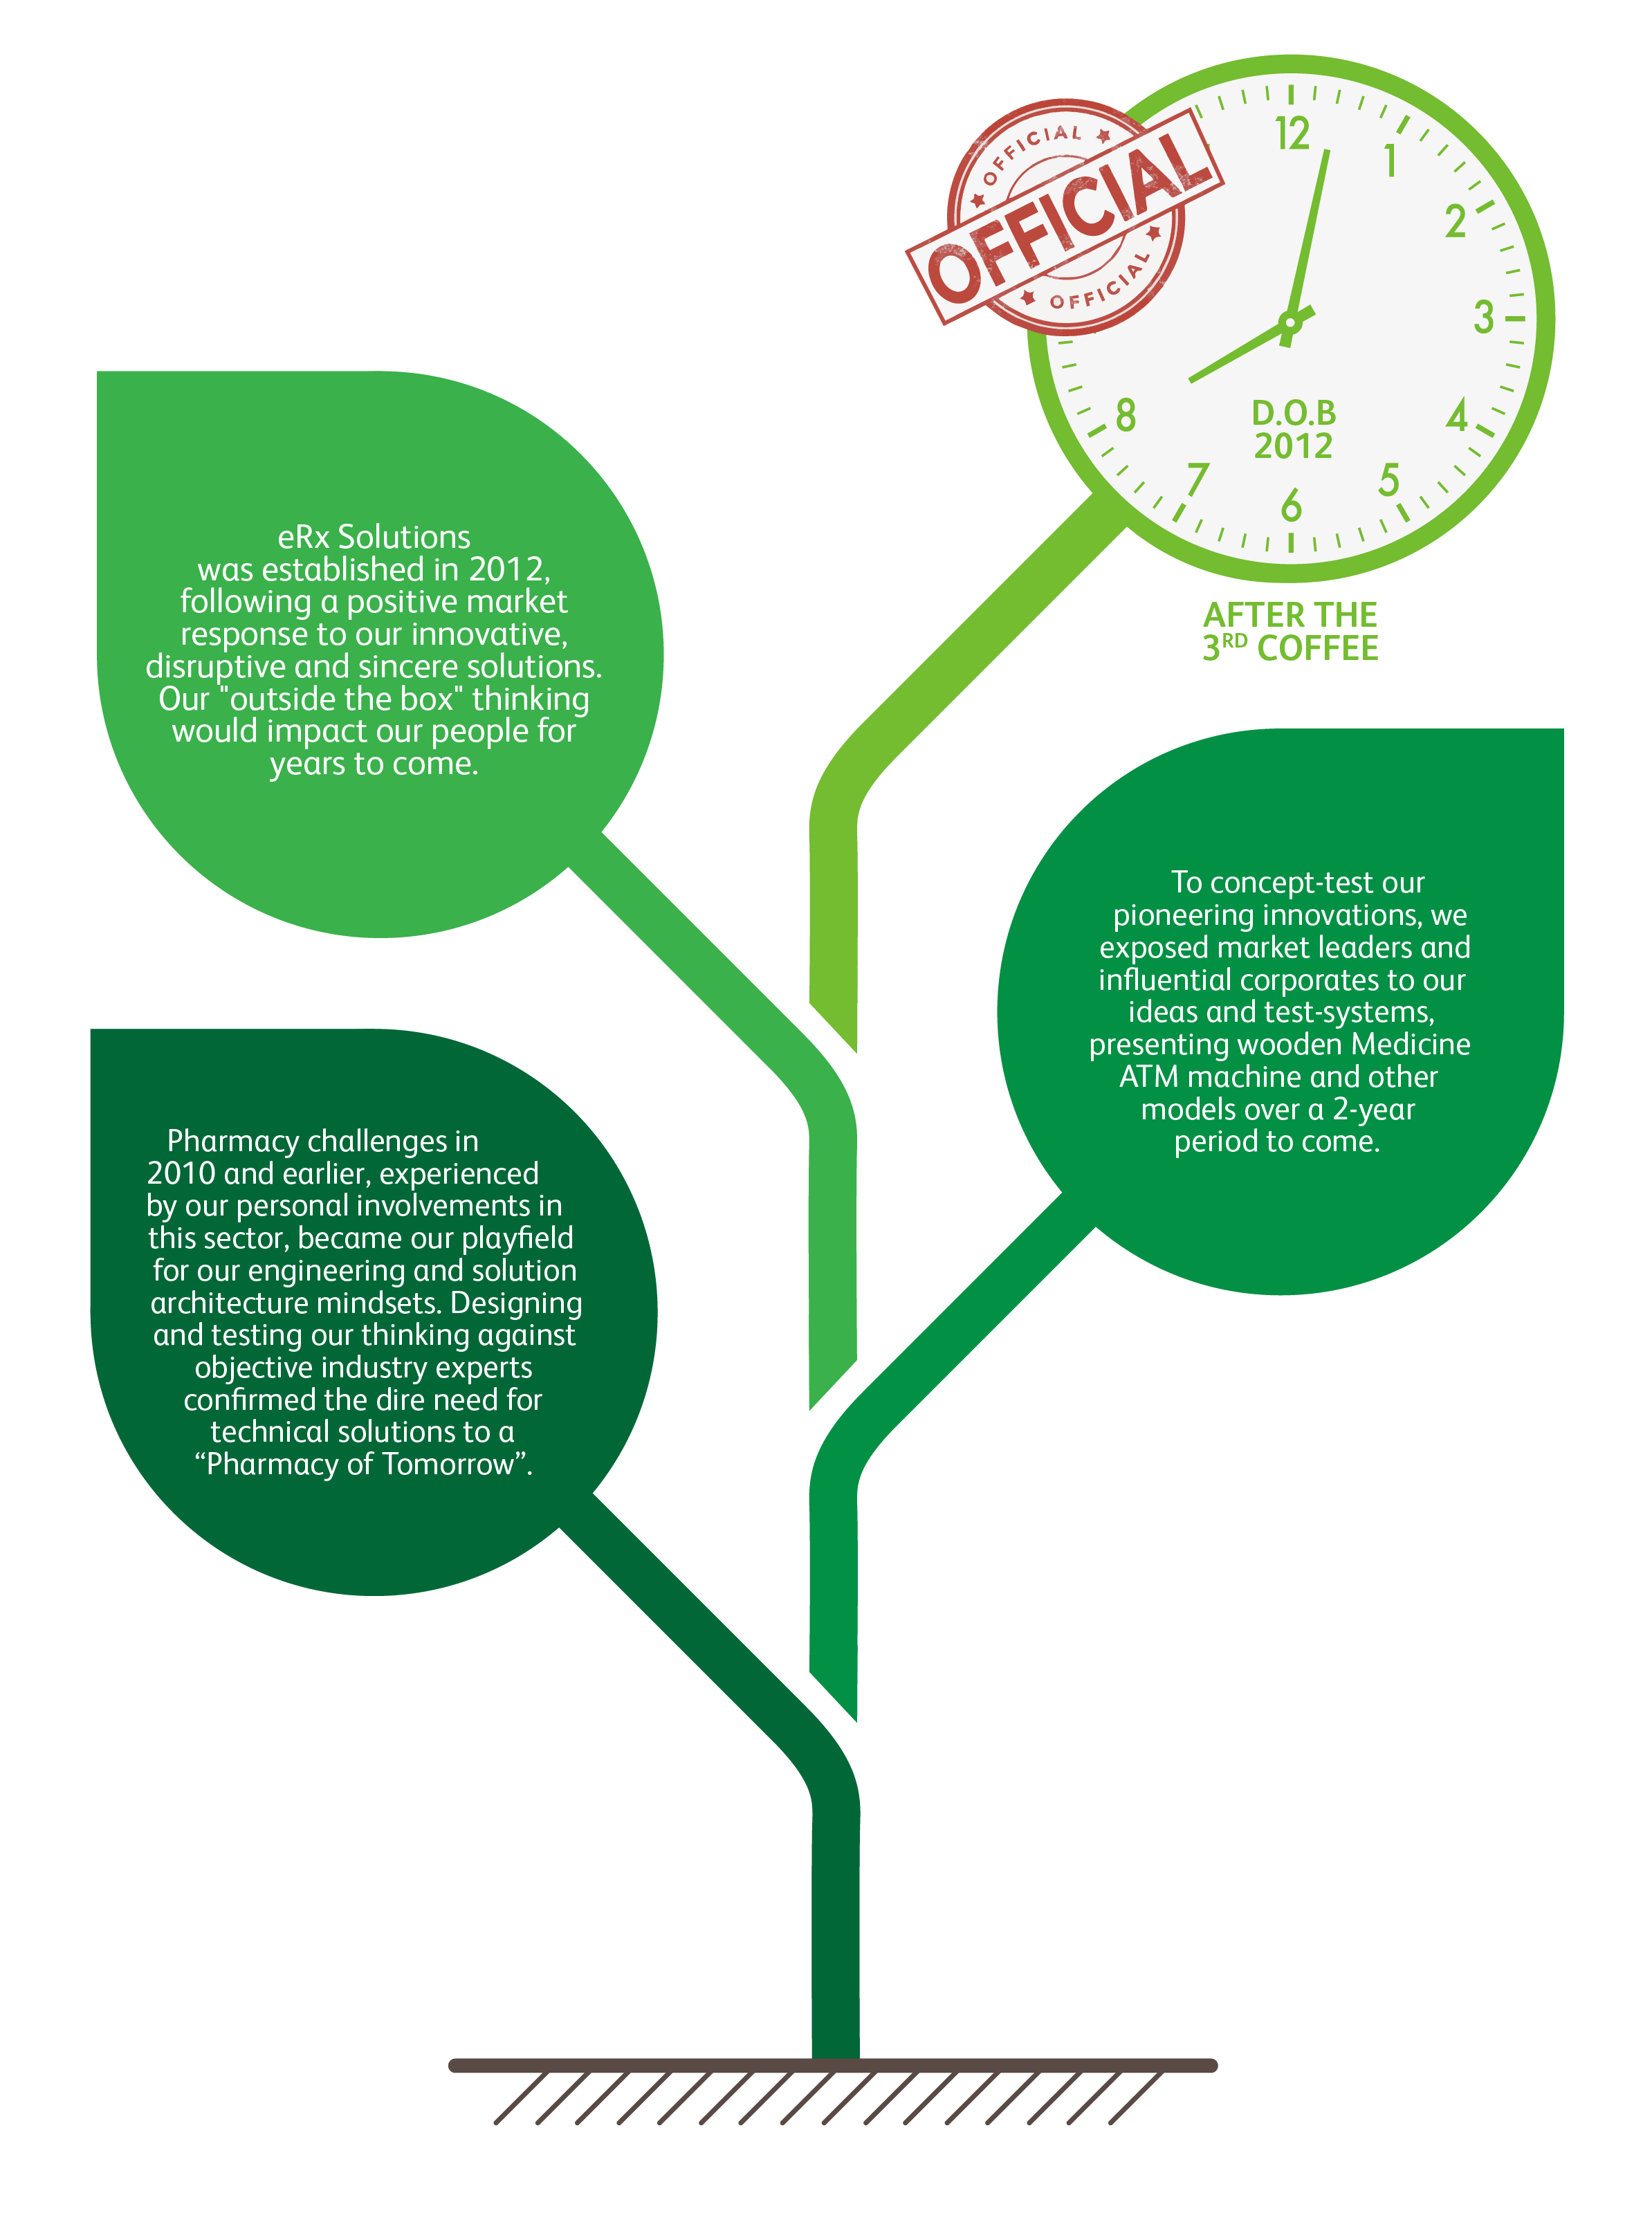 OFFICIAL
OFFICIAL
OFFICIAL
12
1
2
3
4
5
6
7
8
D.O.B
2012
AFTER THE
3RD COFFEE
eRx Solutions
was established in 2012,
following a positive market
response to our innovative,
disruptive and sincere solutions.
Our "outside the box" thinking
would impact our people for
years to come.
To concept-test our
pioneering innovations, we
exposed market leaders and
influential corporates to our
ideas and test-systems,
presenting wooden Medicine
ATM machine and other
models over a 2-year
period to come.
Pharmacy challenges in
2010 and earlier, experienced
by our personal involvements in
this sector, became our playfield
for our engineering and solution
architecture mindsets. Designing
and testing our thinking against
objective industry experts
confirmed the dire need for
technical solutions to a
“Pharmacy of Tomorrow”.